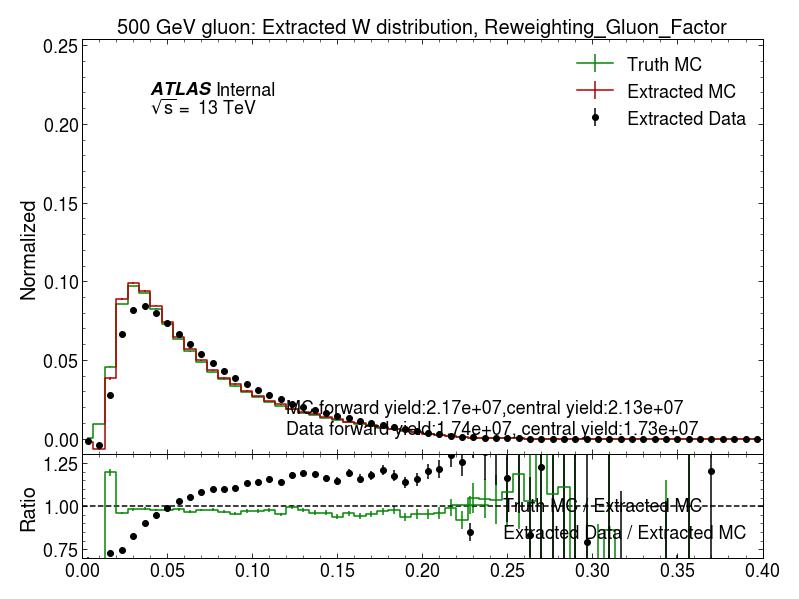 500 GeV gluon: Extracted W distribution, Reweighting_Gluon_Factor
0.25
ATLAS Internal
√s = 13 TeV
Truth MC
Extracted MC
Extracted Data
0.20
0.15
Normalized
0.10
0.05
0.00
MC forward yield:2.17e+07,central yield:2.13e+07
Data forward yield:1.74e+07, central yield:1.73e+07
1.25
Ratio
1.00
Truth MC / Extracted MC
Extracted Data / Extracted MC
0.75
0.00 0.05 0.10 0.15 0.20 0.25 0.30 0.35 0.40